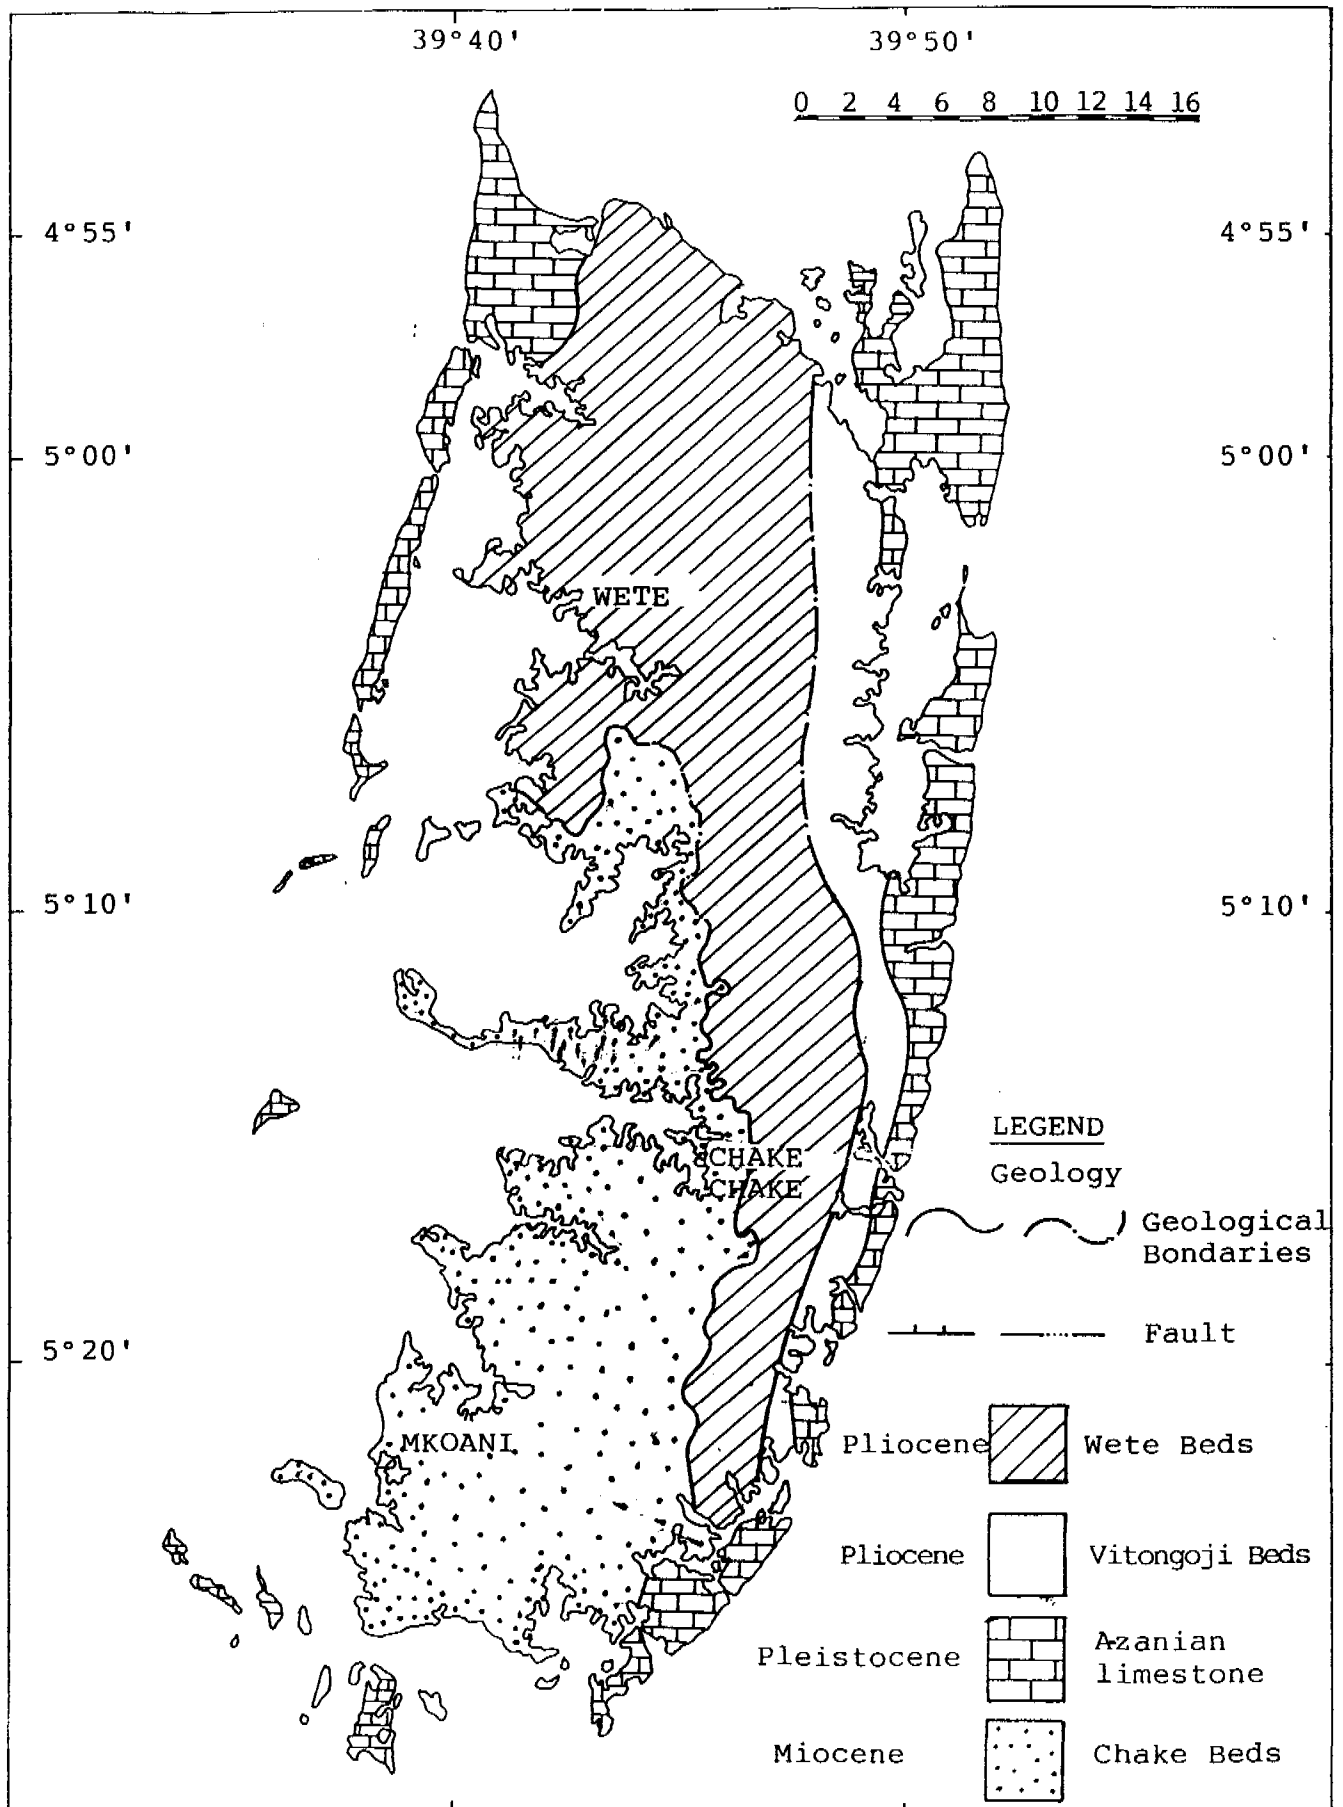 39°40' 39°50'
0 2 4 6 8 10 12 14 16
4°55' 4°55'
5°00' 5°00'
WETE
5°10' 5°10'
LEGEND
CHAKE
CHAKE
Geology
Geological
Bondaries
5°20'
Fault
MKOANI
Pliocene Wete Beds
Pliocene Vitongoji Beds
Pleistocene Azanian
limestone
Miocene Chake Beds